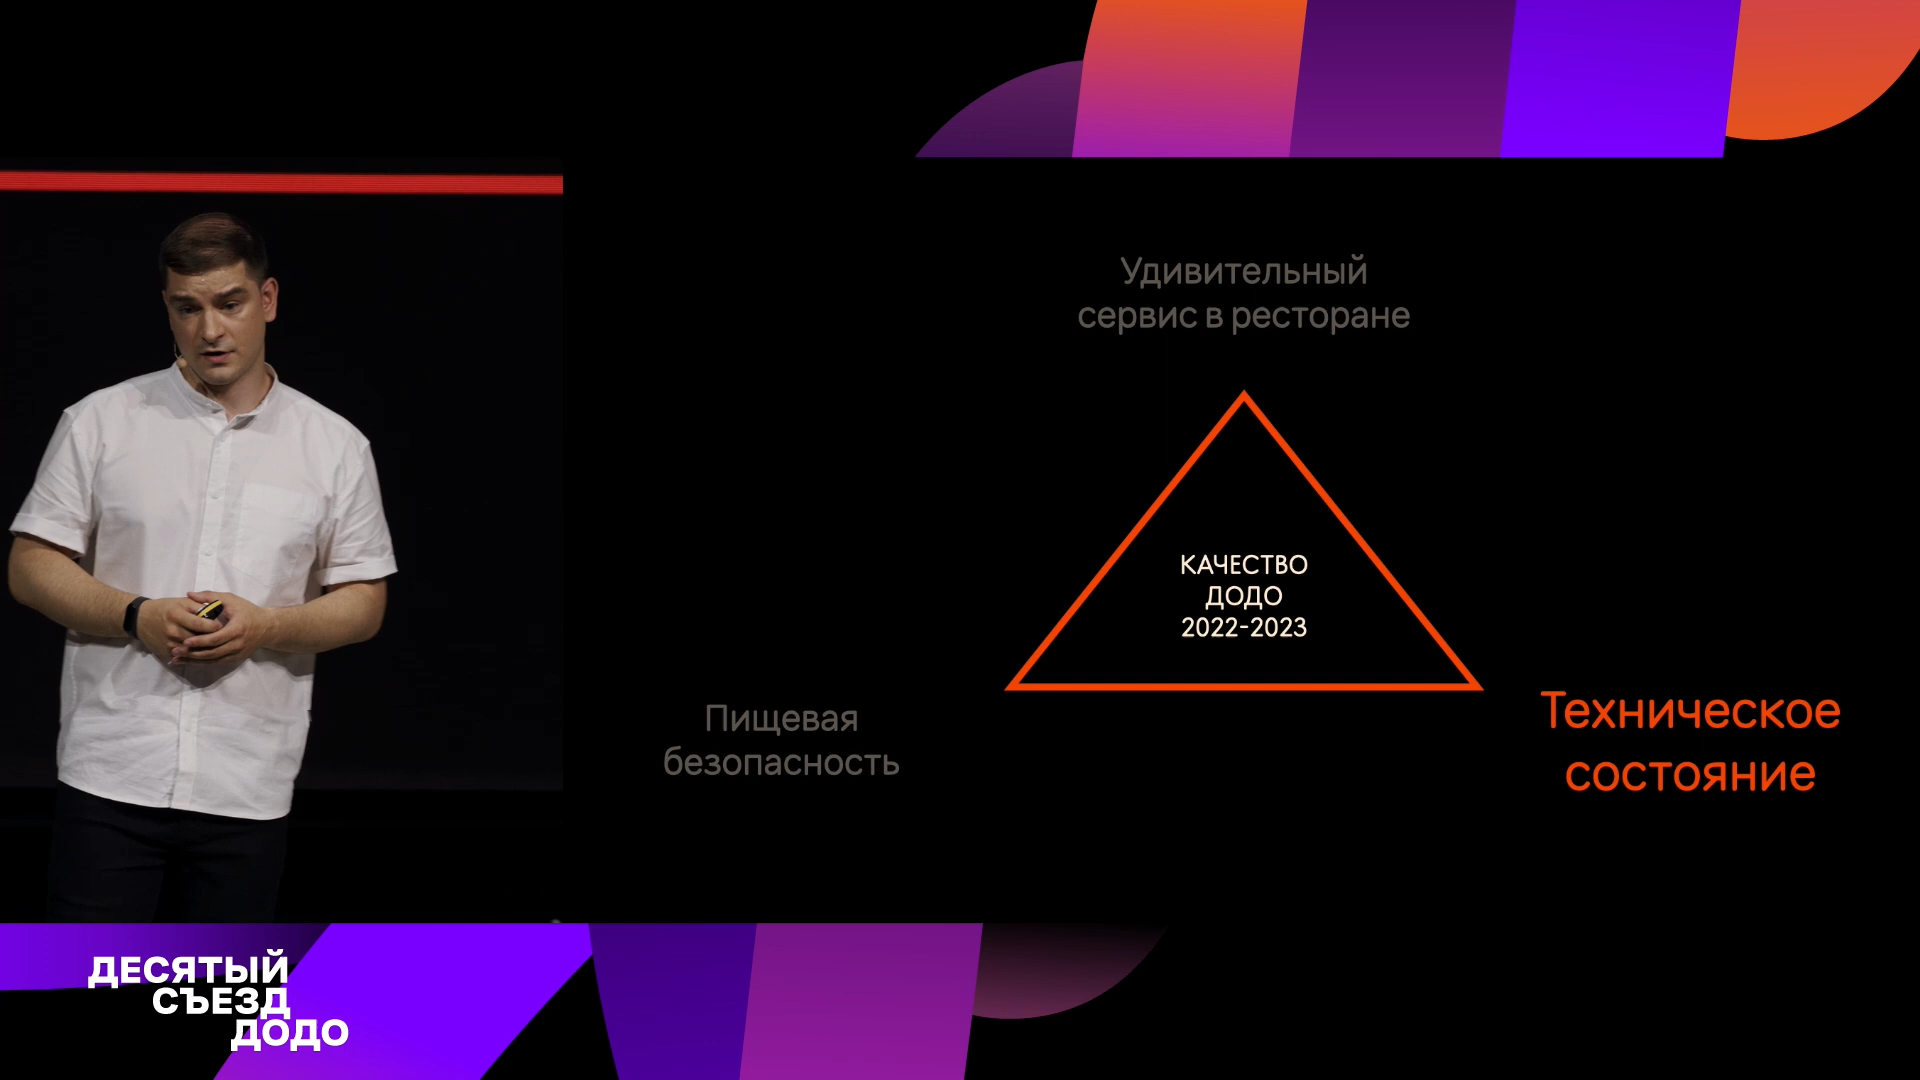 Удивительный
сервис в ресторане
КАЧЕСТВО
ДОДО
2022-2023
Пищевая
безопасность
Техническое
состояние
ДЕСЯТЫЙ
СЪЕЗД
ДОДО